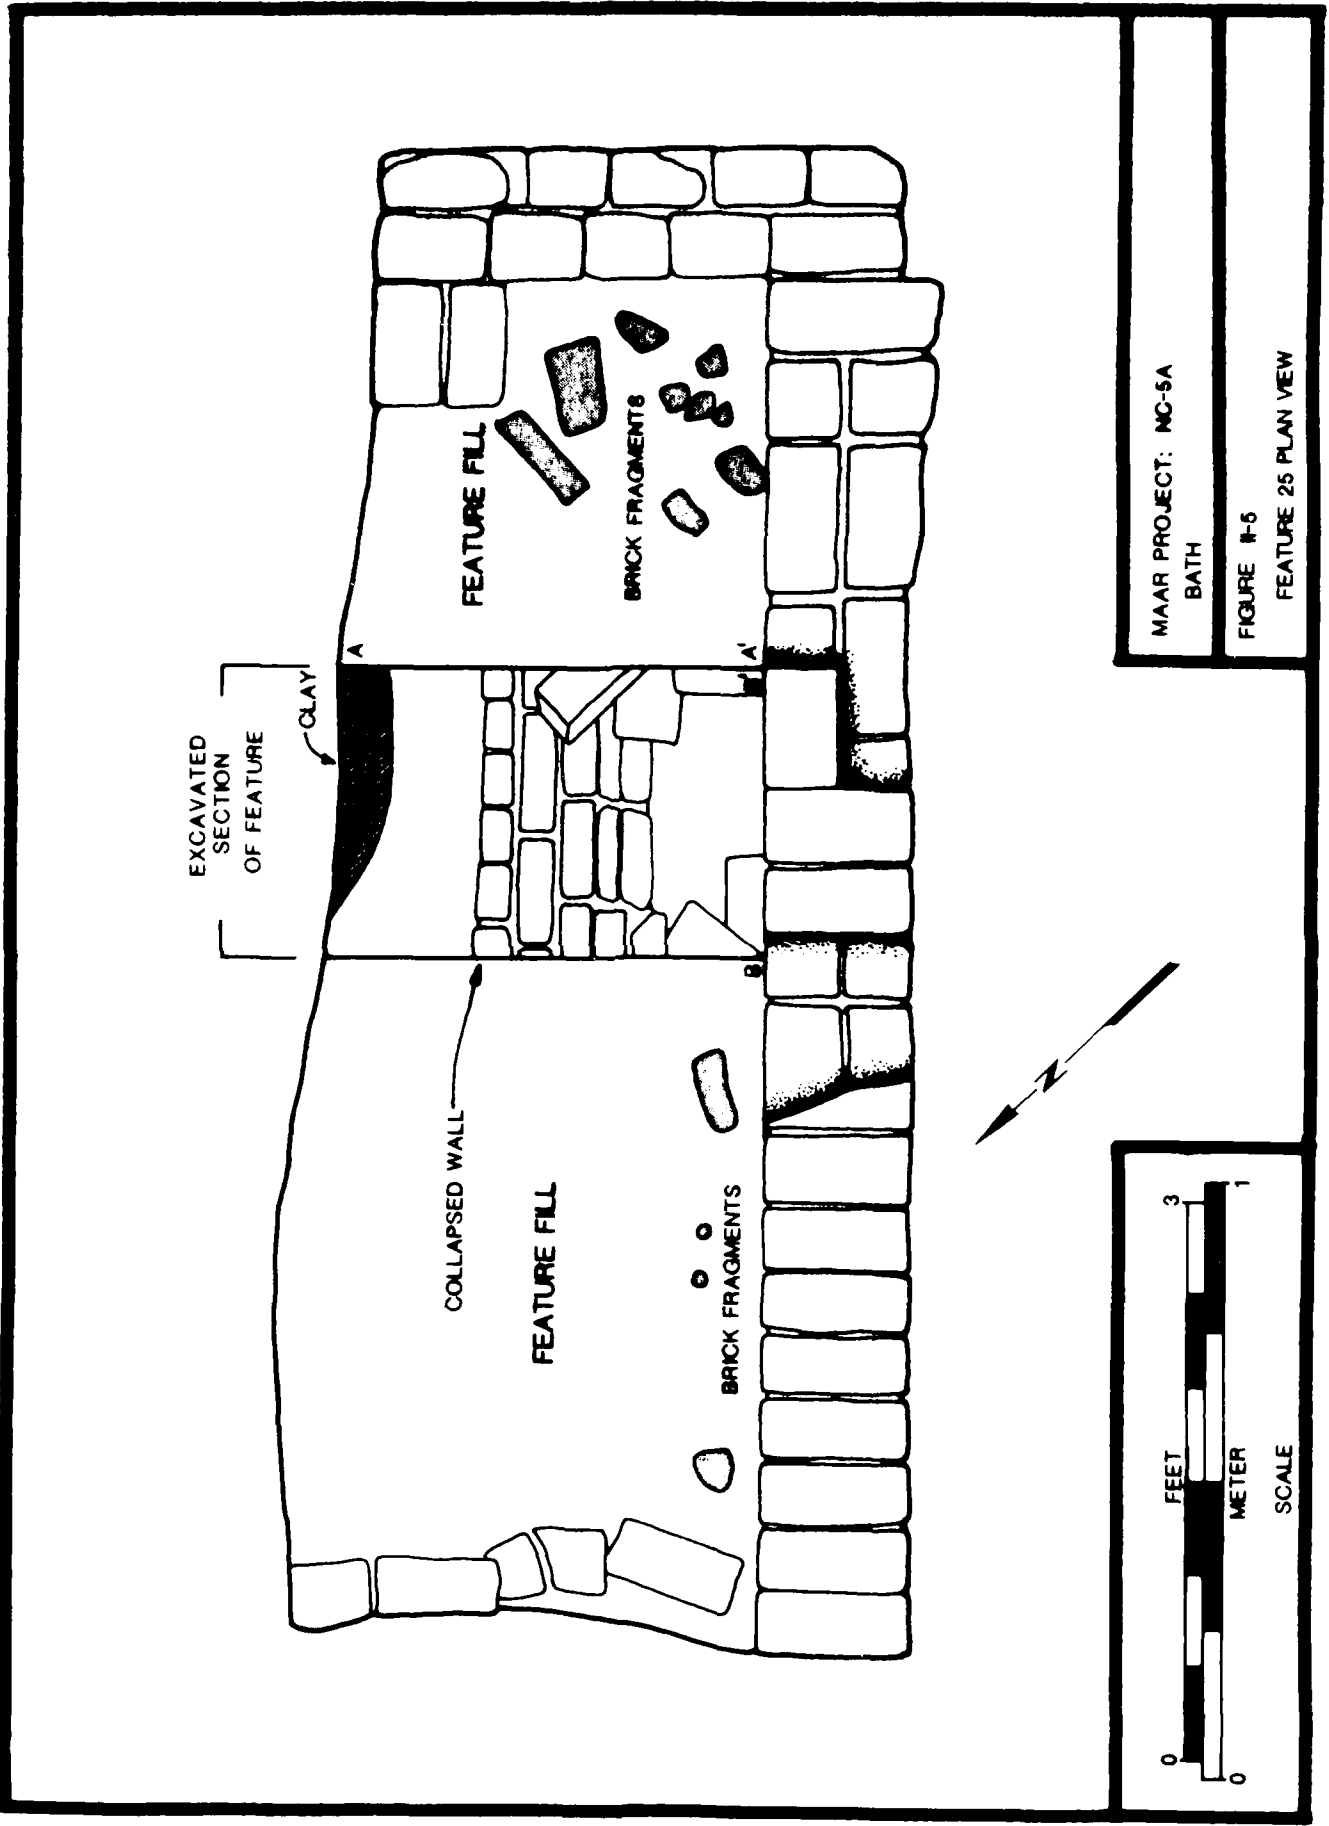 EXCAVATED
SECTION
OF FEATURE
CLAY
A
A'
B
COLLAPSED WALL
FEATURE FILL
BRICK FRAGMENTS
FEATURE FILL
BRICK FRAGMENTS
N
0 3
FEET
METER
0 1
SCALE
MAAR PROJECT: NC-5A
BATH
FIGURE II-5
FEATURE 25 PLAN VIEW